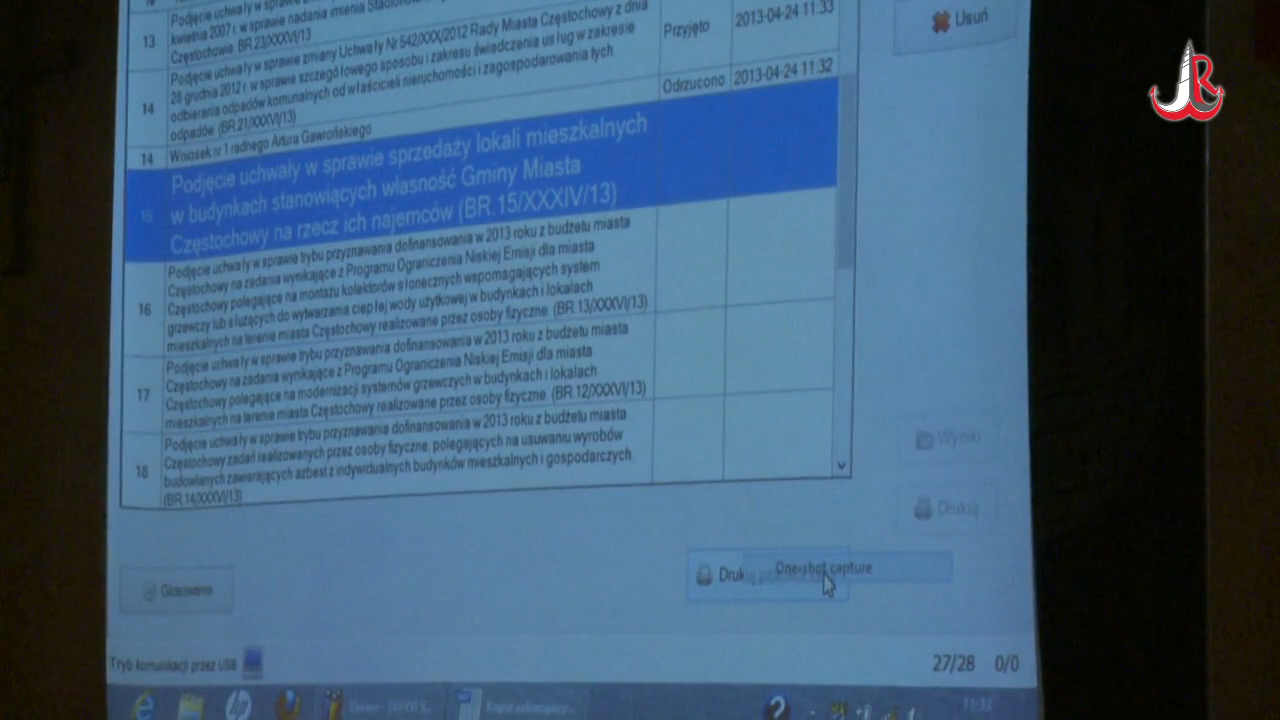 Podjęcie uchwały w sprawie
kwietnia 2007 r. w sprawie nadania imienia
13 Częstochowie. BR.23/XXXVI/13
Przyjęto 2013-04-24 11:33
Usuń
Podjęcie uchwały w sprawie zmiany Uchwały Nr 542/XXX/2012 Rady Miasta Częstochowy z dnia
28 grudnia 2012 r. w sprawie szczegółowego sposobu i zakresu świadczenia usług w zakresie
14 odbierania odpadów komunalnych od właścicieli nieruchomości i zagospodarowania tych
odpadów. (BR.21/XXXVI/13)
Odrzucono 2013-04-24 11:32
14 Wniosek nr 1 radnego Artura Gawrońskiego
Podjęcie uchwały w sprawie sprzedaży lokali mieszkalnych
15 w budynkach stanowiących własność Gminy Miasta
Częstochowy na rzecz ich najemców (BR.15/XXXIV/13)
Podjęcie uchwały w sprawie trybu przyznawania dofinansowania w 2013 roku z budżetu miasta
Częstochowy na zadania wynikające z Programu Ograniczenia Niskiej Emisji dla miasta
16 Częstochowy polegające na montażu kolektorów słonecznych wspomagających system
grzewczy lub służących do wytwarzania ciepłej wody użytkowej w budynkach i lokalach
mieszkalnych na terenie miasta Częstochowy realizowane przez osoby fizyczne. (BR.13/XXXVI/13)
Podjęcie uchwały w sprawie trybu przyznawania dofinansowania w 2013 roku z budżetu miasta
Częstochowy na zadania wynikające z Programu Ograniczenia Niskiej Emisji dla miasta
17 Częstochowy polegające na modernizacji systemów grzewczych w budynkach i lokalach
mieszkalnych na terenie miasta Częstochowy realizowane przez osoby fizyczne. (BR.12/XXXVI/13)
Podjęcie uchwały w sprawie trybu przyznawania dofinansowania w 2013 roku z budżetu miasta
Częstochowy zadań realizowanych przez osoby fizyczne, polegających na usuwaniu wyrobów
18 budowlanych zawierających azbest z indywidualnych budynków mieszkalnych i gospodarczych.
(BR.14/XXXVI/13)
Wyniki
Drukuj
Głosowanie
Druk
One-shot capture
Tryb komunikacji przez USB
27/28 0/0
11:33